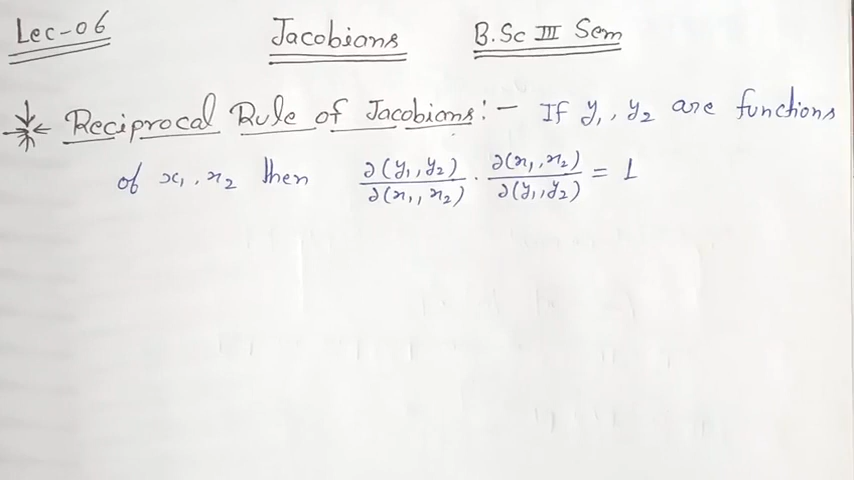 Lec-06 Jacobians B.Sc III Sem
Reciprocal Rule of Jacobians:- If y₁, y₂ are functions
of x₁, x₂ then ∂(y₁, y₂)/∂(x₁, x₂) · ∂(x₁, x₂)/∂(y₁, y₂) = 1